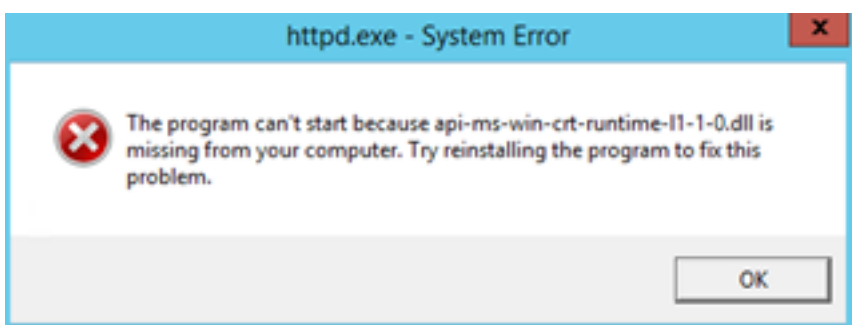 httpd.exe - System Error
x
The program can't start because api-ms-win-crt-runtime-l1-1-0.dll is
missing from your computer. Try reinstalling the program to fix this
problem.
OK